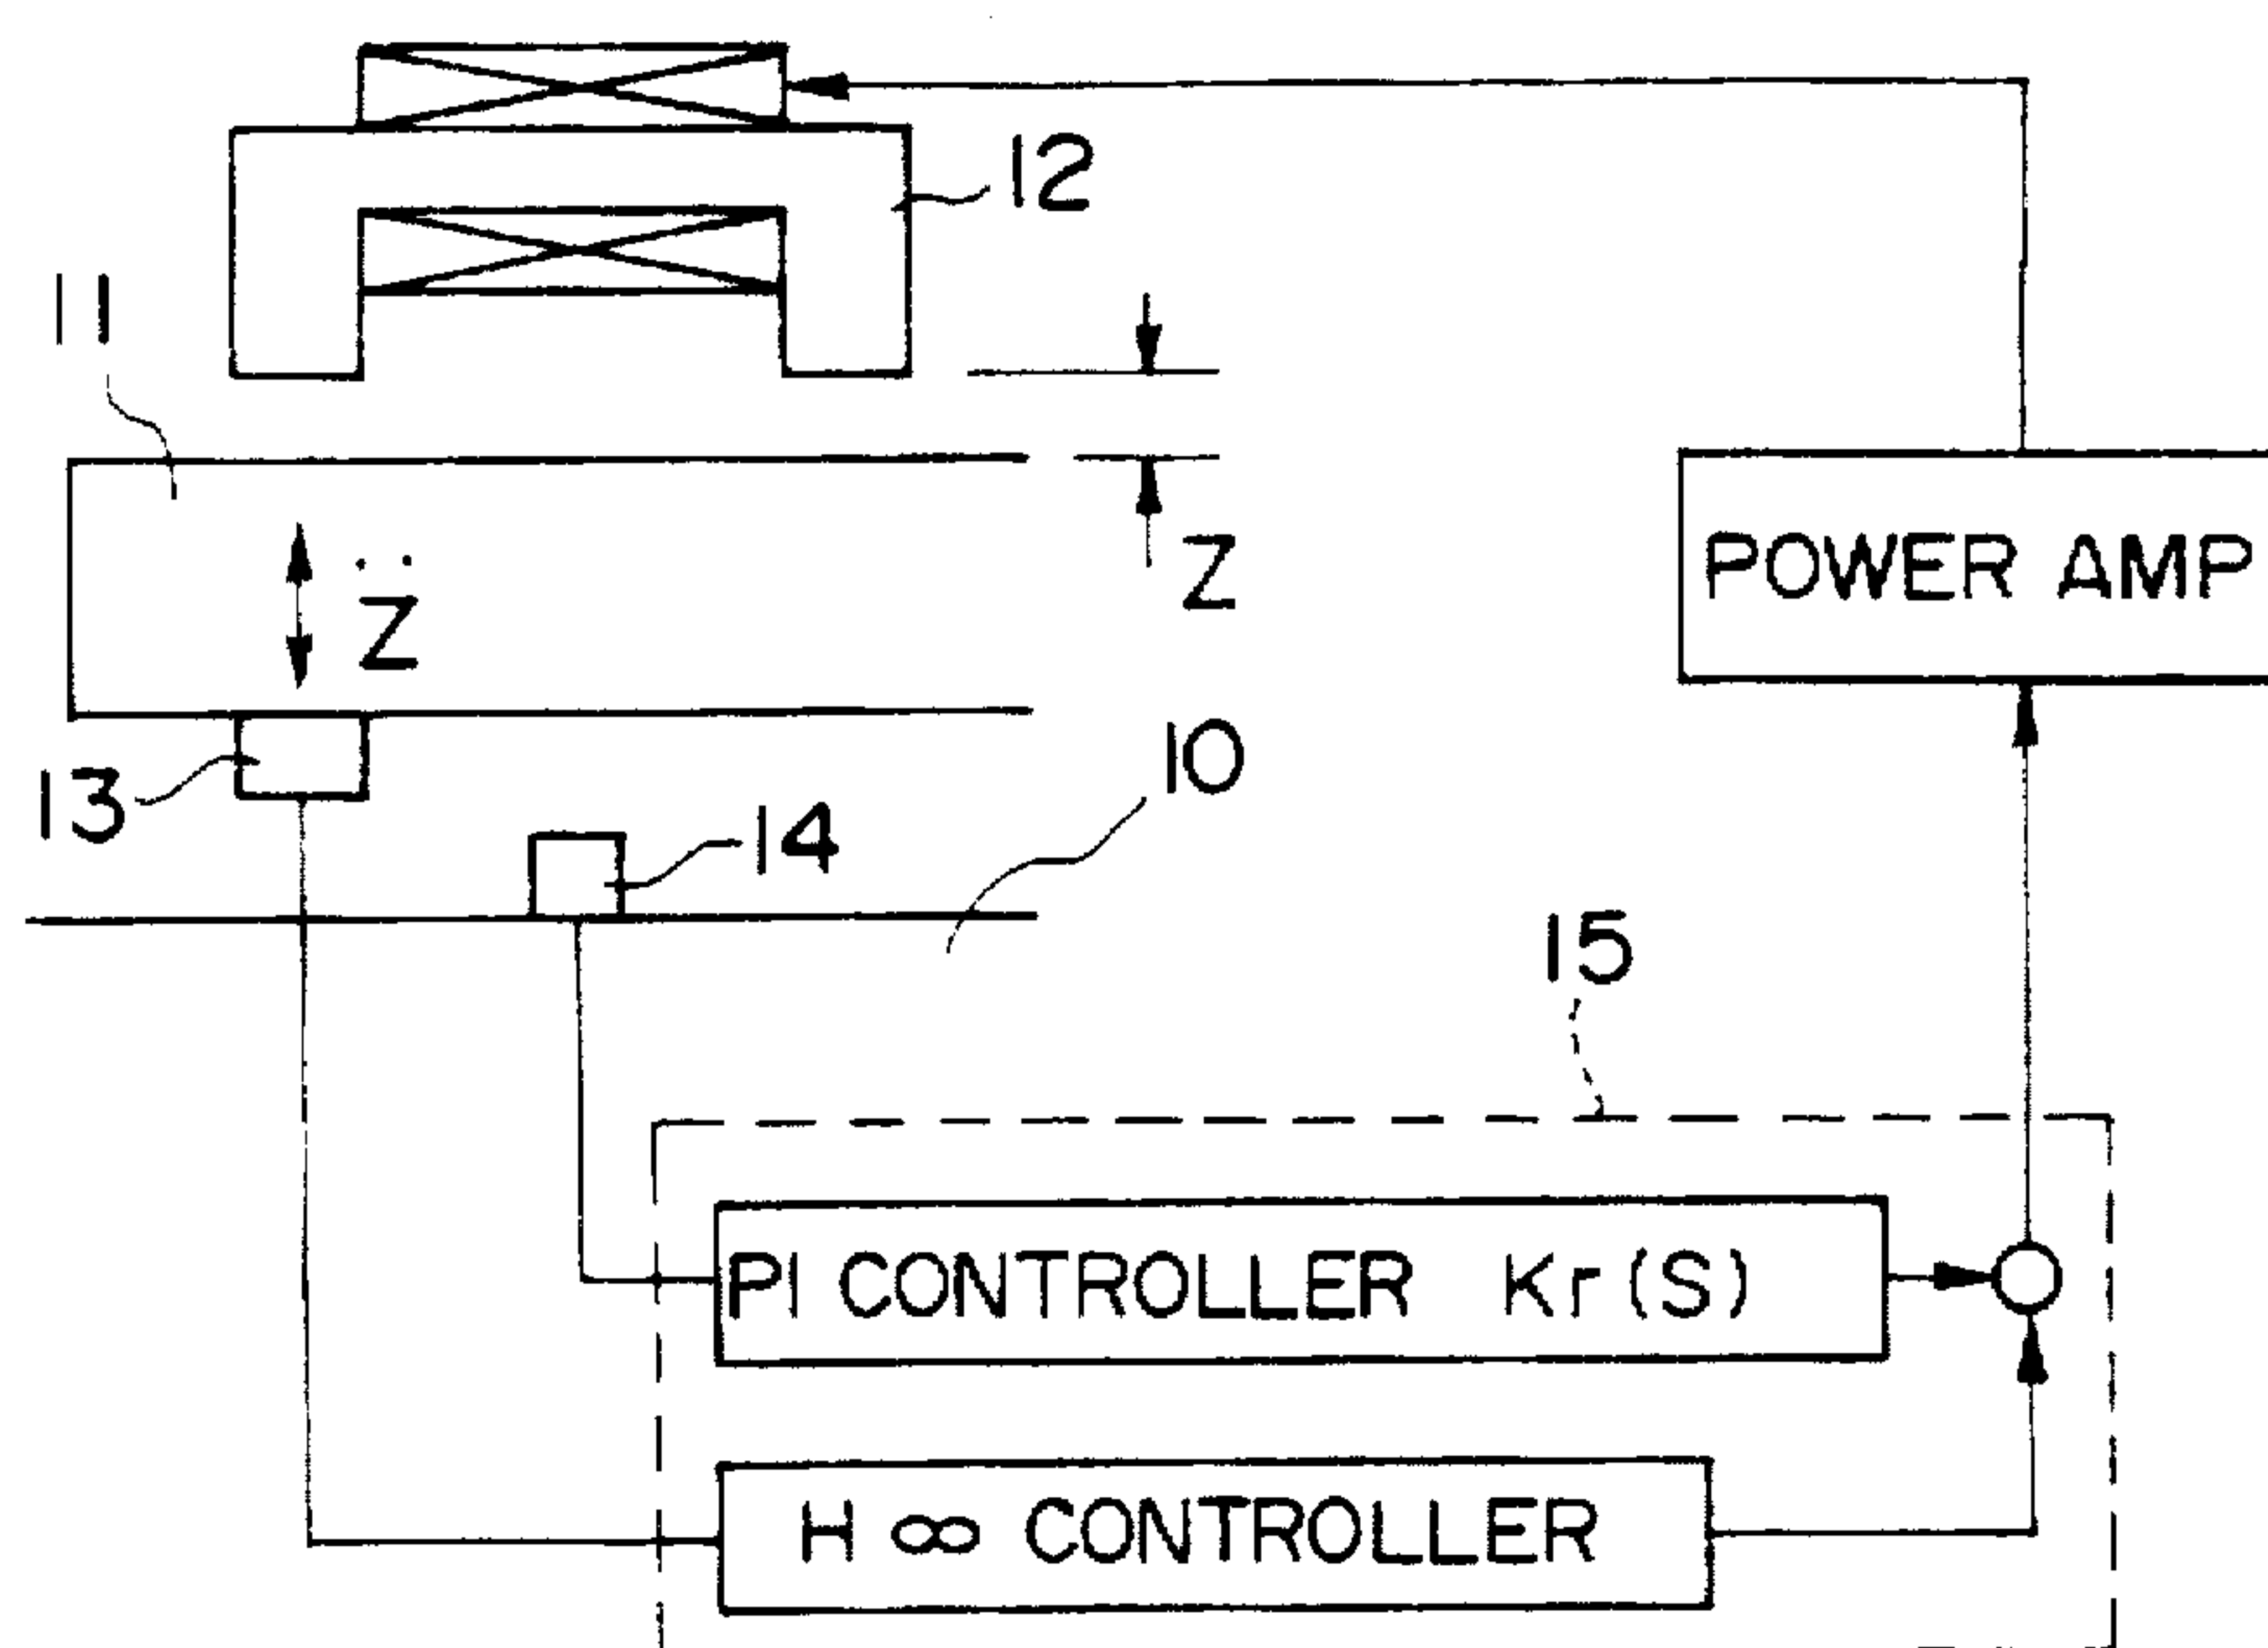 12
11
Z
Z̈
POWER AMP
10
13
14
15
PI CONTROLLER Kr(S)
H ∞ CONTROLLER